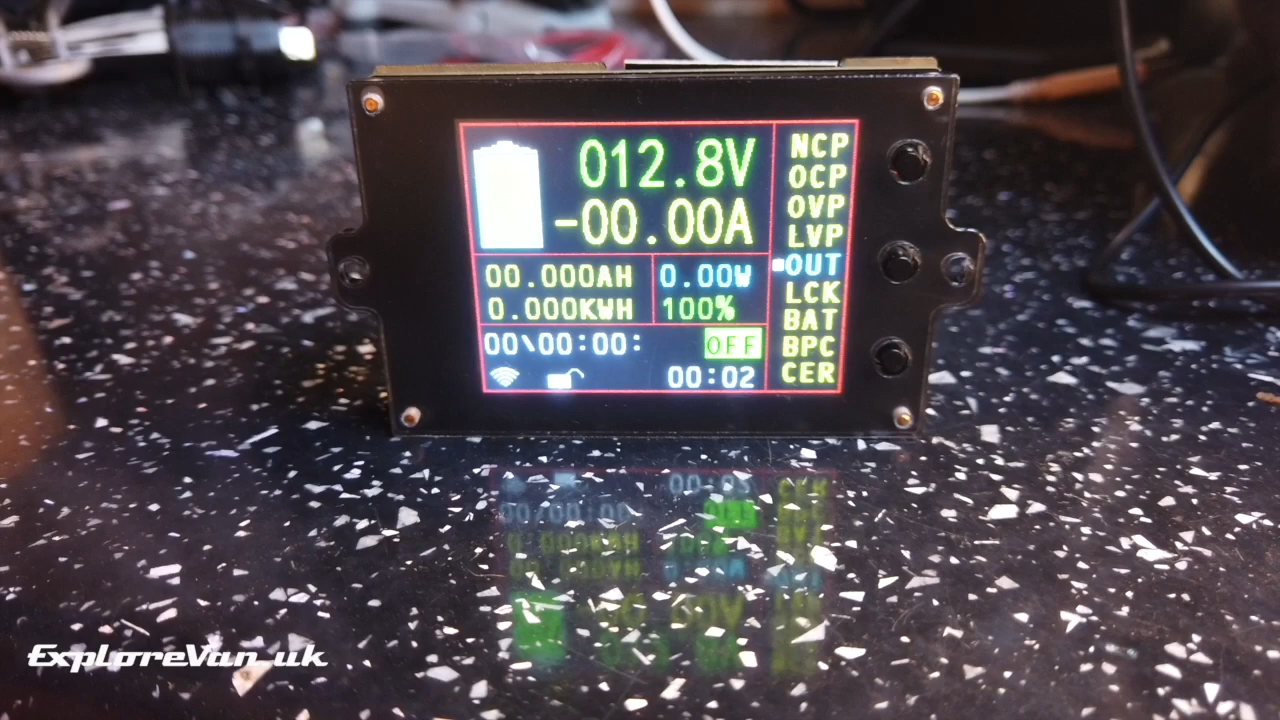 012.8V
-00.00A
00.000AH
0.00W
0.000KWH
100%
00\00:00:
OFF
00:02
NCP
OCP
OVP
LVP
OUT
LCK
BAT
BPC
CER
ExploreVan uk